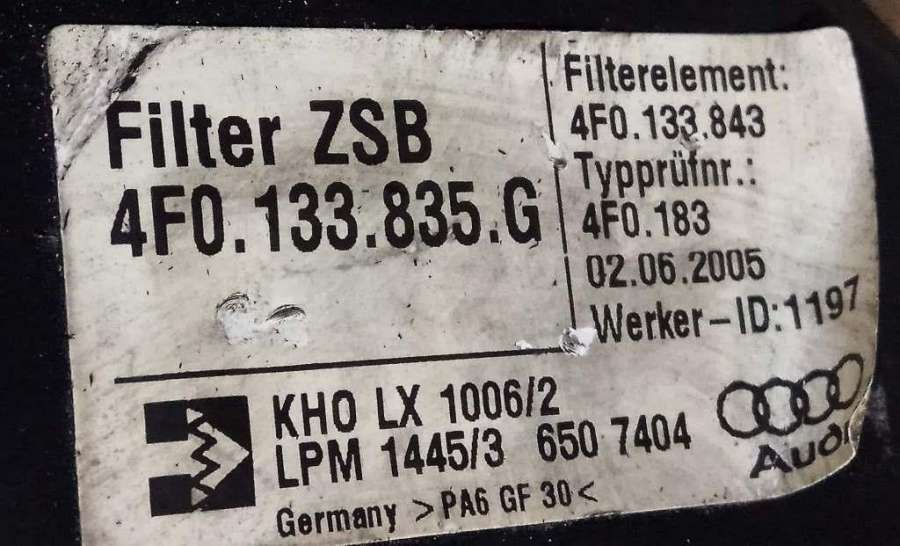 Filter ZSB
4F0.133.835.G
Filterelement:
4F0.133.843
Typprüfnr.:
4F0.183
02.06.2005
Werker-ID:1197
KHO LX 1006/2
LPM 1445/3 650 7404
Germany >PA6 GF 30<
Audi